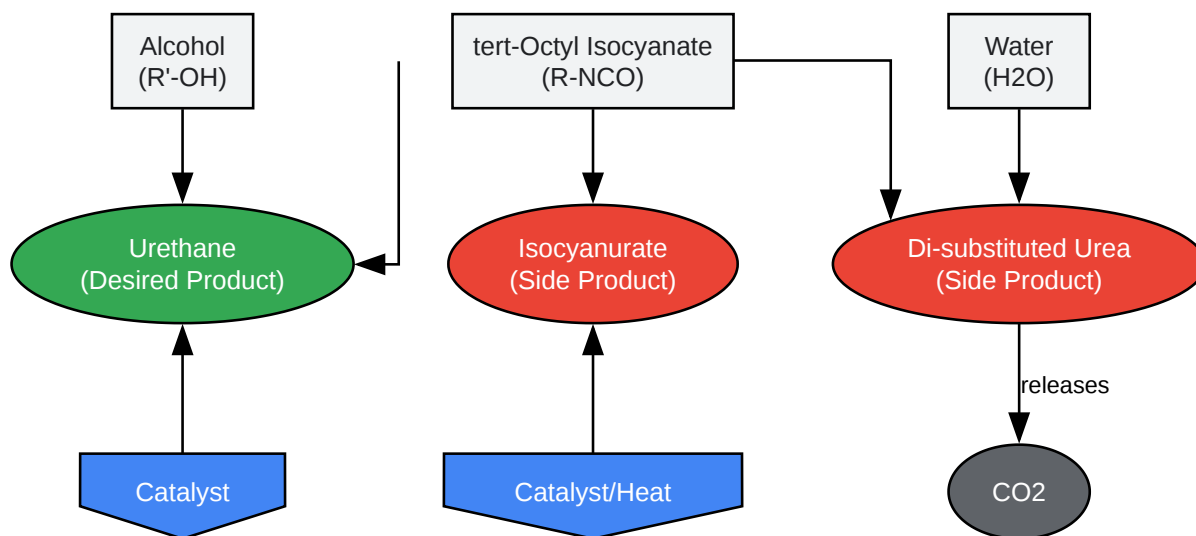 Alcohol
(R'-OH)
tert-Octyl Isocyanate
(R-NCO)
Water
(H2O)
Urethane
(Desired Product)
Isocyanurate
(Side Product)
Di-substituted Urea
(Side Product)
releases
Catalyst
Catalyst/Heat
CO2